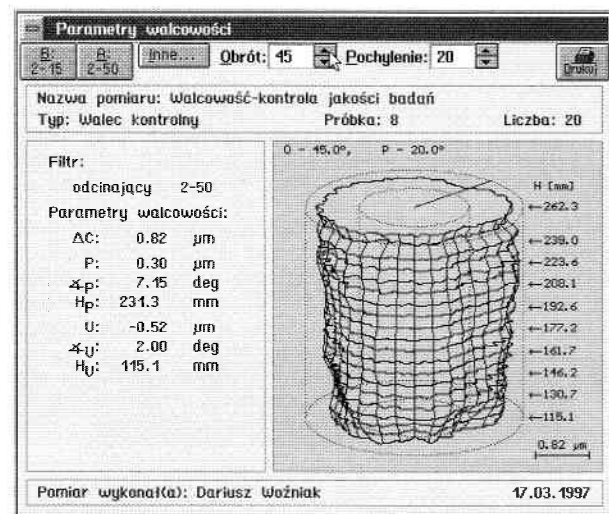 Parametry walcowości
B: 2-15
A: 2-50
Inne...
Obrót: 45
Pochylenie: 20
Drukuj
Nazwa pomiaru: Walcowość-kontrola jakości badań
Typ: Walec kontrolny Próbka: 8 Liczba: 20
Filtr:
odcinający 2-50
Parametry walcowości:
ΔC: 0.82 µm
P: 0.30 µm
∡P: 7.15 deg
HP: 231.3 mm
U: -0.52 µm
∡U: 2.00 deg
HU: 115.1 mm
O - 45.0°, P - 20.0°
H [mm]
←262.3
←239.0
←223.6
←208.1
←192.6
←177.2
←161.7
←146.2
←130.7
←115.1
0.82 µm
Pomiar wykonał(a): Dariusz Woźniak 17.03.1997